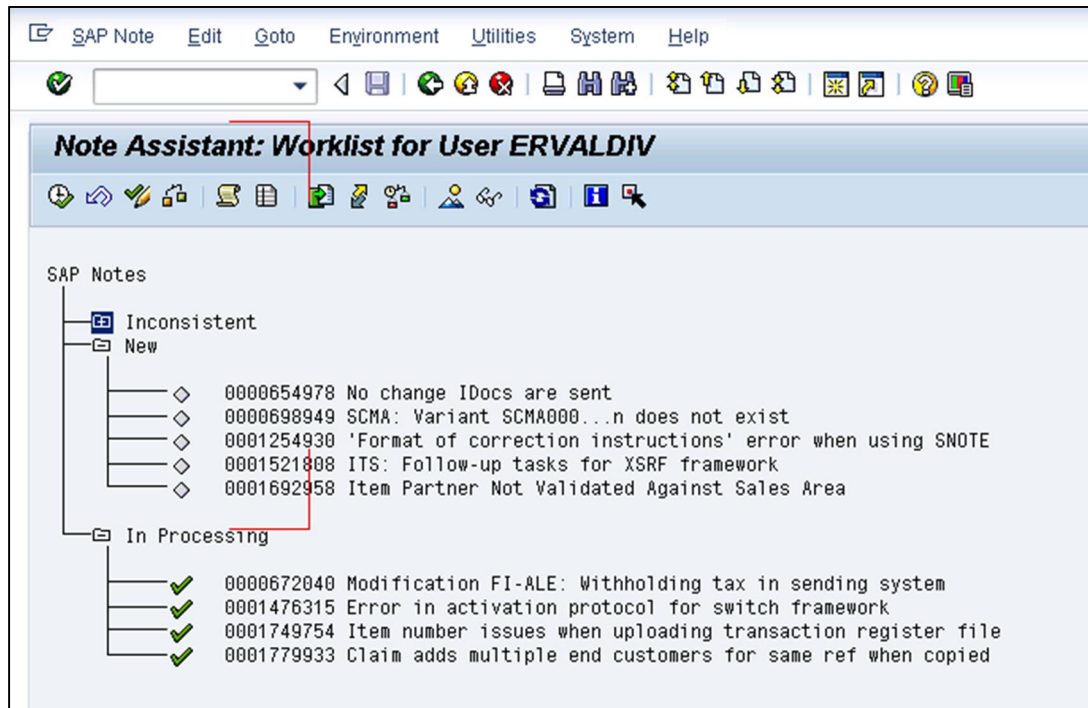 SAP Note Edit Goto Environment Utilities System Help
Note Assistant: Worklist for User ERVALDIV
SAP Notes
Inconsistent
New
0000654978 No change IDocs are sent
0000698949 SCMA: Variant SCMA000...n does not exist
0001254930 'Format of correction instructions' error when using SNOTE
0001521808 ITS: Follow-up tasks for XSRF framework
0001692958 Item Partner Not Validated Against Sales Area
In Processing
0000672040 Modification FI-ALE: Withholding tax in sending system
0001476315 Error in activation protocol for switch framework
0001749754 Item number issues when uploading transaction register file
0001779933 Claim adds multiple end customers for same ref when copied